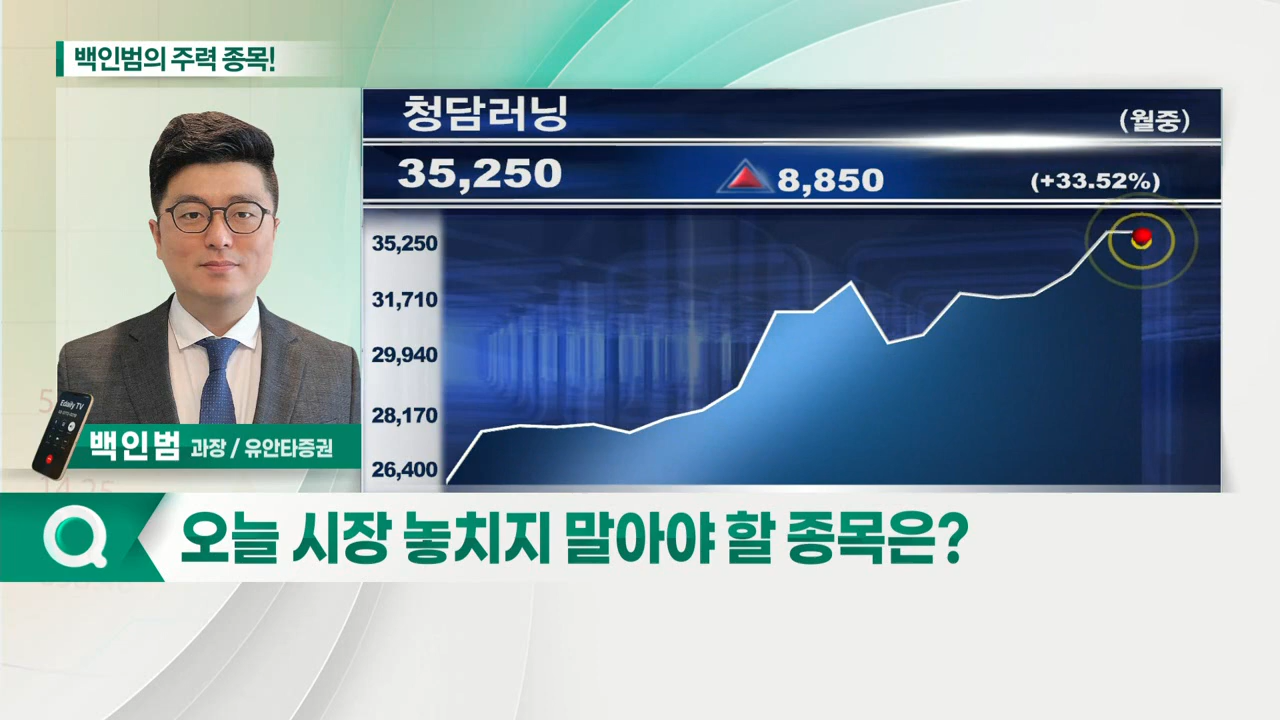 백인범의 주력 종목!
청담러닝
(월중)
35,250
8,850
(+33.52%)
35,250
31,710
29,940
28,170
26,400
Edaily TV
백인범 과장 / 유안타증권
오늘 시장 놓치지 말아야 할 종목은?